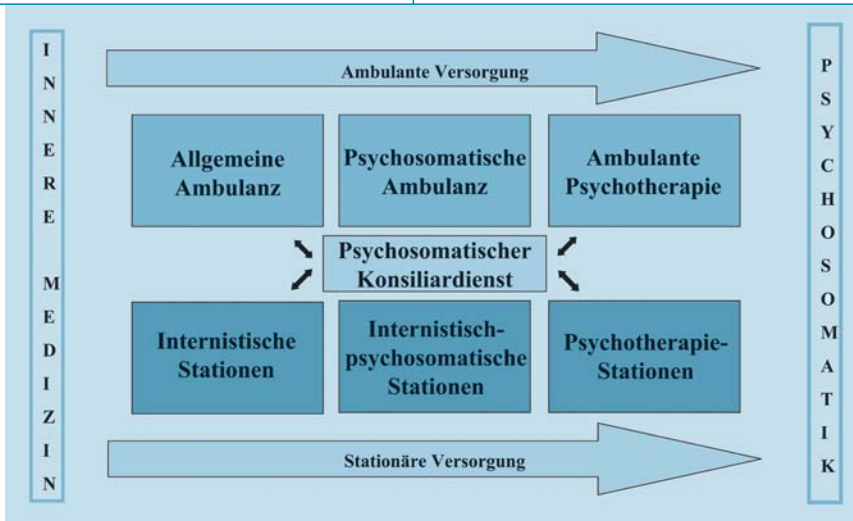 INNERE MEDIZIN
Ambulante Versorgung
Allgemeine
Ambulanz
Psychosomatische
Ambulanz
Ambulante
Psychotherapie
Psychosomatischer
Konsiliardienst
Internistische
Stationen
Internistisch-
psychosomatische
Stationen
Psychotherapie-
Stationen
Stationäre Versorgung
PSYCHOSOMATIK